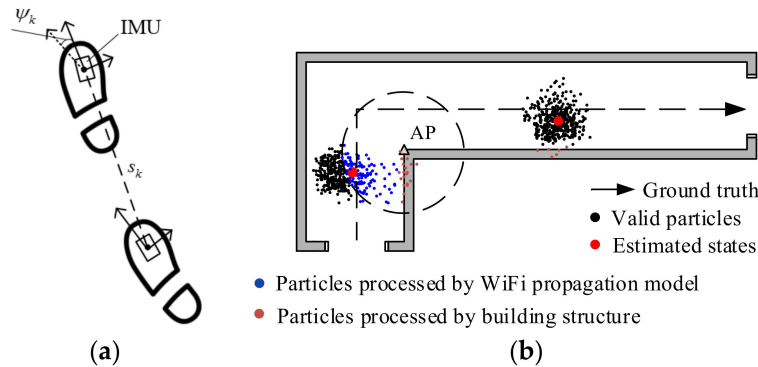 ψk
IMU
sk
AP
Ground truth
Valid particles
Estimated states
Particles processed by WiFi propagation model
Particles processed by building structure
(a)
(b)